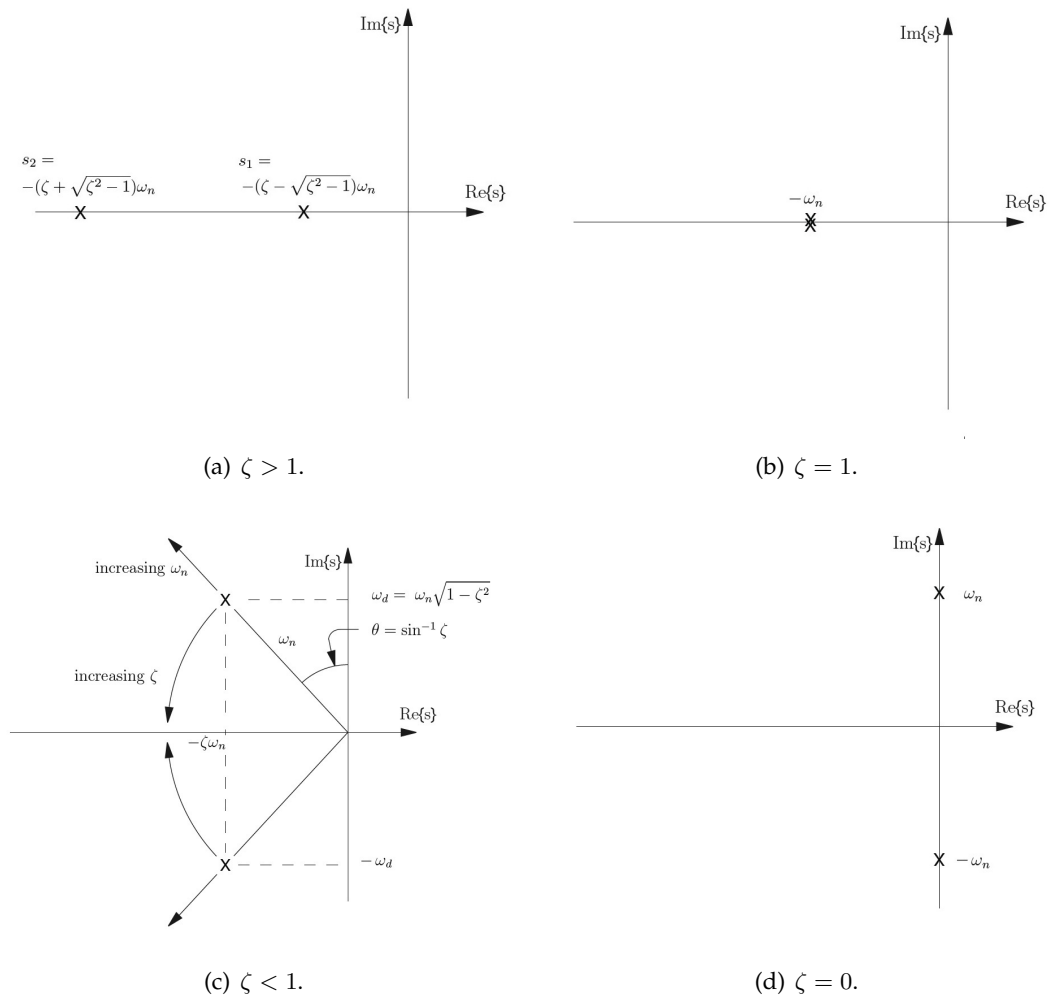 Im{s}
s₂ =
-(ζ + √(ζ² − 1))ωₙ
s₁ =
-(ζ − √(ζ² − 1))ωₙ
Re{s}
X X
(a) ζ > 1.
Im{s}
−ωₙ
Re{s}
X
X
(b) ζ = 1.
increasing ωₙ
Im{s}
X
ω_d = ωₙ√(1 − ζ²)
θ = sin⁻¹ ζ
ωₙ
increasing ζ
Re{s}
−ζωₙ
X
−ω_d
(c) ζ < 1.
Im{s}
X ωₙ
Re{s}
X −ωₙ
(d) ζ = 0.